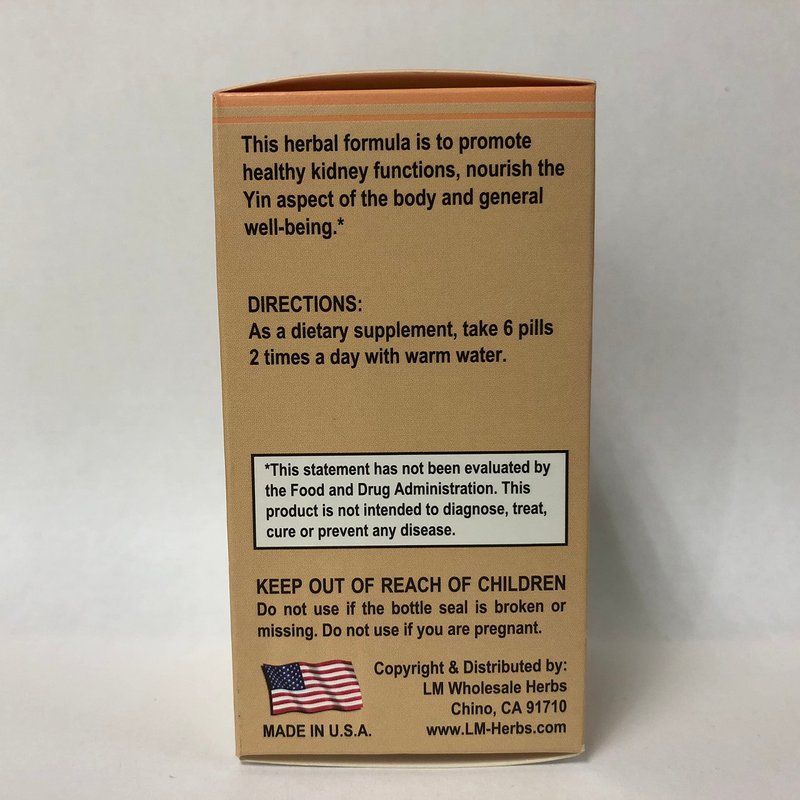 This herbal formula is to promote
healthy kidney functions, nourish the
Yin aspect of the body and general
well-being.*
DIRECTIONS:
As a dietary supplement, take 6 pills
2 times a day with warm water.
*This statement has not been evaluated by
the Food and Drug Administration. This
product is not intended to diagnose, treat,
cure or prevent any disease.
KEEP OUT OF REACH OF CHILDREN
Do not use if the bottle seal is broken or
missing. Do not use if you are pregnant.
Copyright & Distributed by:
LM Wholesale Herbs
Chino, CA 91710
MADE IN U.S.A.
www.LM-Herbs.com